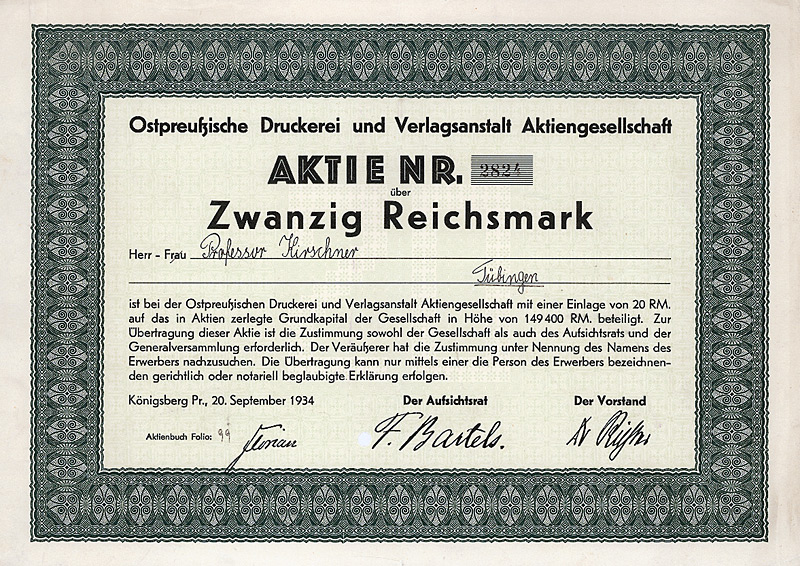 Ostpreußische Druckerei und Verlagsanstalt Aktiengesellschaft
AKTIE NR. 2824
über
Zwanzig Reichsmark
Herr - Frau Professor Kirschner
Tübingen
ist bei der Ostpreußischen Druckerei und Verlagsanstalt Aktiengesellschaft mit einer Einlage von 20 RM.
auf das in Aktien zerlegte Grundkapital der Gesellschaft in Höhe von 149400 RM. beteiligt. Zur
Übertragung dieser Aktie ist die Zustimmung sowohl der Gesellschaft als auch des Aufsichtsrats und der
Generalversammlung erforderlich. Der Veräußerer hat die Zustimmung unter Nennung des Namens des
Erwerbers nachzusuchen. Die Übertragung kann nur mittels einer die Person des Erwerbers bezeichnen-
den gerichtlich oder notariell beglaubigte Erklärung erfolgen.
Königsberg Pr., 20. September 1934 Der Aufsichtsrat Der Vorstand
Aktienbuch Folio: 99 F. Bartels.